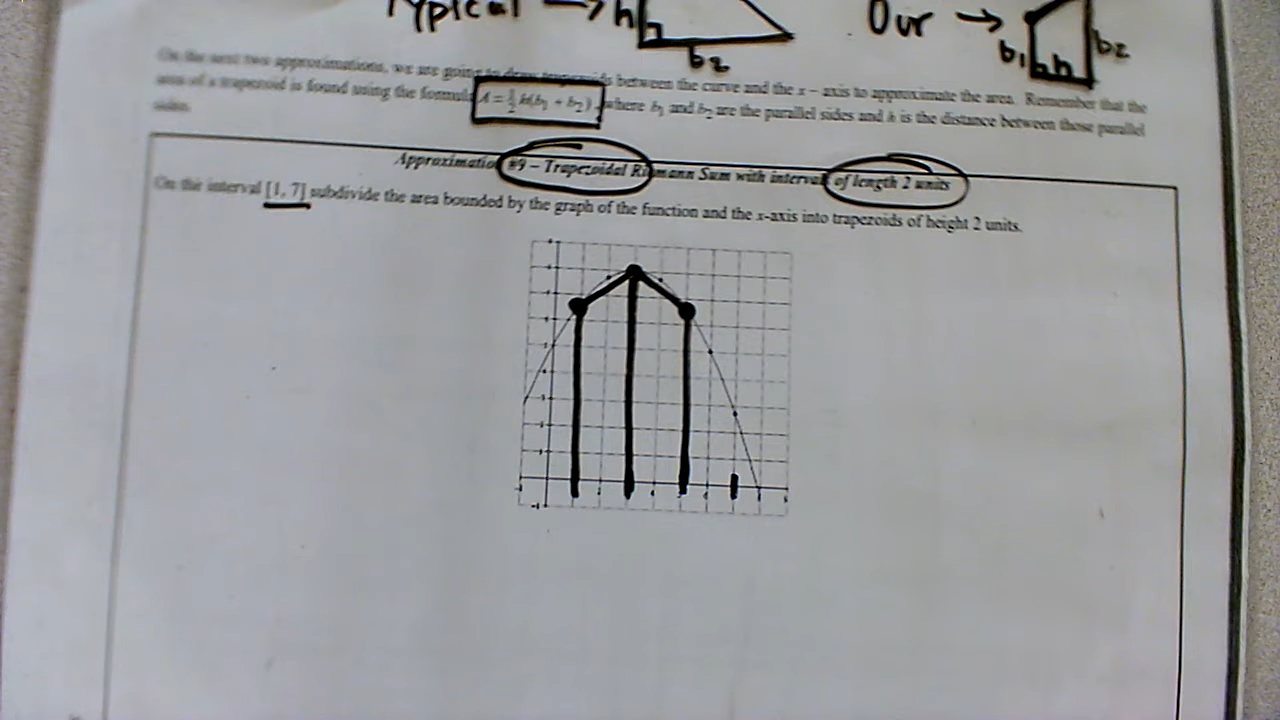 Typical → h b2 Our → b1 h b2
On the next two approximations, we are going to draw trapezoids between the curve and the x – axis to approximate the area. Remember that the
area of a trapezoid is found using the formula A = 1/2 h(b1 + b2), where b1 and b2 are the parallel sides and h is the distance between those parallel
sides.
Approximation #9 – Trapezoidal Riemann Sum with interval of length 2 units
On the interval [1, 7] subdivide the area bounded by the graph of the function and the x-axis into trapezoids of height 2 units.